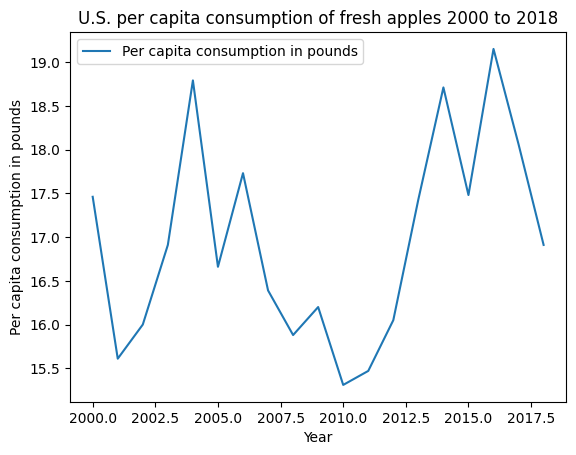 U.S. per capita consumption of fresh apples 2000 to 2018
Per capita consumption in pounds
Per capita consumption in pounds
19.0
18.5
18.0
17.5
17.0
16.5
16.0
15.5
2000.0 2002.5 2005.0 2007.5 2010.0 2012.5 2015.0 2017.5
Year